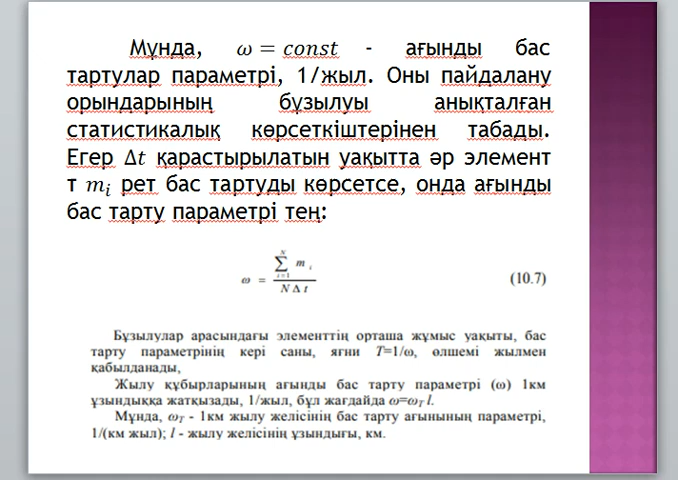 Мұнда, ω = const - ағынды бас
тартулар параметрі, 1/жыл. Оны пайдалану
орындарының бұзылуы анықталған
статистикалық көрсеткіштерінен табады.
Егер Δt қарастырылатын уақытта әр элемент
т mᵢ рет бас тартуды көрсетсе, онда ағынды
бас тарту параметрі тең:
ω = ∑ᵢ₌₁ᴺ mᵢ / NΔt (10.7)
Бұзылулар арасындағы элементтің орташа жұмыс уақыты, бас
тарту параметрінің кері саны, яғни T=1/ω, өлшемі жылмен
қабылданады,
Жылу құбырларының ағынды бас тарту параметрі (ω) 1км
ұзындыққа жатқызады, 1/жыл, бұл жағдайда ω=ω_T l.
Мұнда, ω_T - 1км жылу желісінің бас тарту ағынының параметрі,
1/(км жыл); l - жылу желісінің ұзындығы, км.